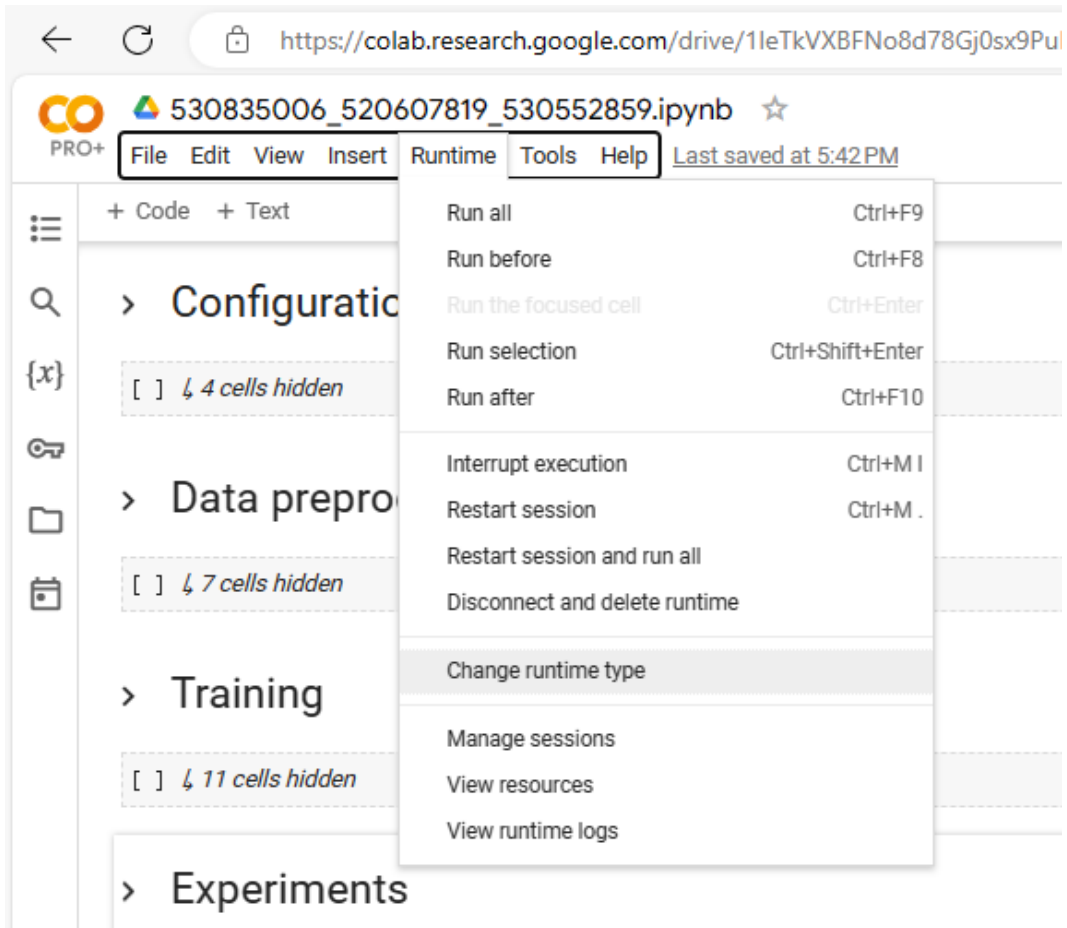 https://colab.research.google.com/drive/1leTkVXBFNo8d78Gj0sx9Pu
CO 530835006_520607819_530552859.ipynb
PRO+ File Edit View Insert Runtime Tools Help Last saved at 5:42 PM
+ Code + Text
Run all Ctrl+F9
Run before Ctrl+F8
Run the focused cell Ctrl+Enter
Run selection Ctrl+Shift+Enter
Run after Ctrl+F10
Interrupt execution Ctrl+M I
Restart session Ctrl+M .
Restart session and run all
Disconnect and delete runtime
Change runtime type
Manage sessions
View resources
View runtime logs
{x}
Configuratio
[ ] ↳ 4 cells hidden
Data prepro
[ ] ↳ 7 cells hidden
Training
[ ] ↳ 11 cells hidden
Experiments